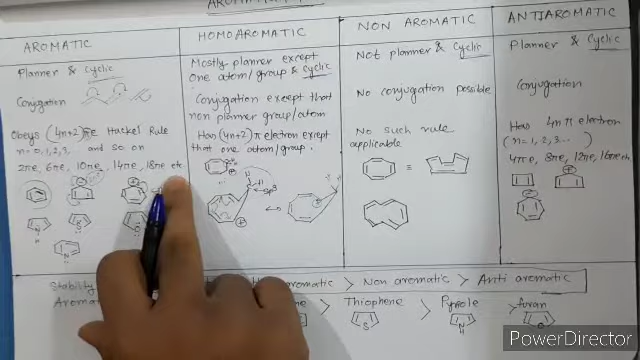 AROMATIC
Planner & cyclic
Conjugation
Obeys (4n+2)πe Hackel Rule
n=0,1,2,3, and so on
2πe, 6πe, 10πe, 14πe, 18πe etc
HOMOAROMATIC
Mostly planner except
one atom/group & cyclic
Conjugation except that
non planner group/atom
Has (4n+2)π electron except
that one atom/group.
sp3
NON AROMATIC
Not planner & cyclic
No conjugation possible
No such rule
applicable
ANTIAROMATIC
Planner & cyclic
Conjugation
Has 4n π electron
(n=1, 2, 3...
4πe, 8πe, 12πe, 16πe etc
Stability
aromatic > Non aromatic > Anti aromatic
> Thiophene > Pyrrole > furan
S
N
H
PowerDirector